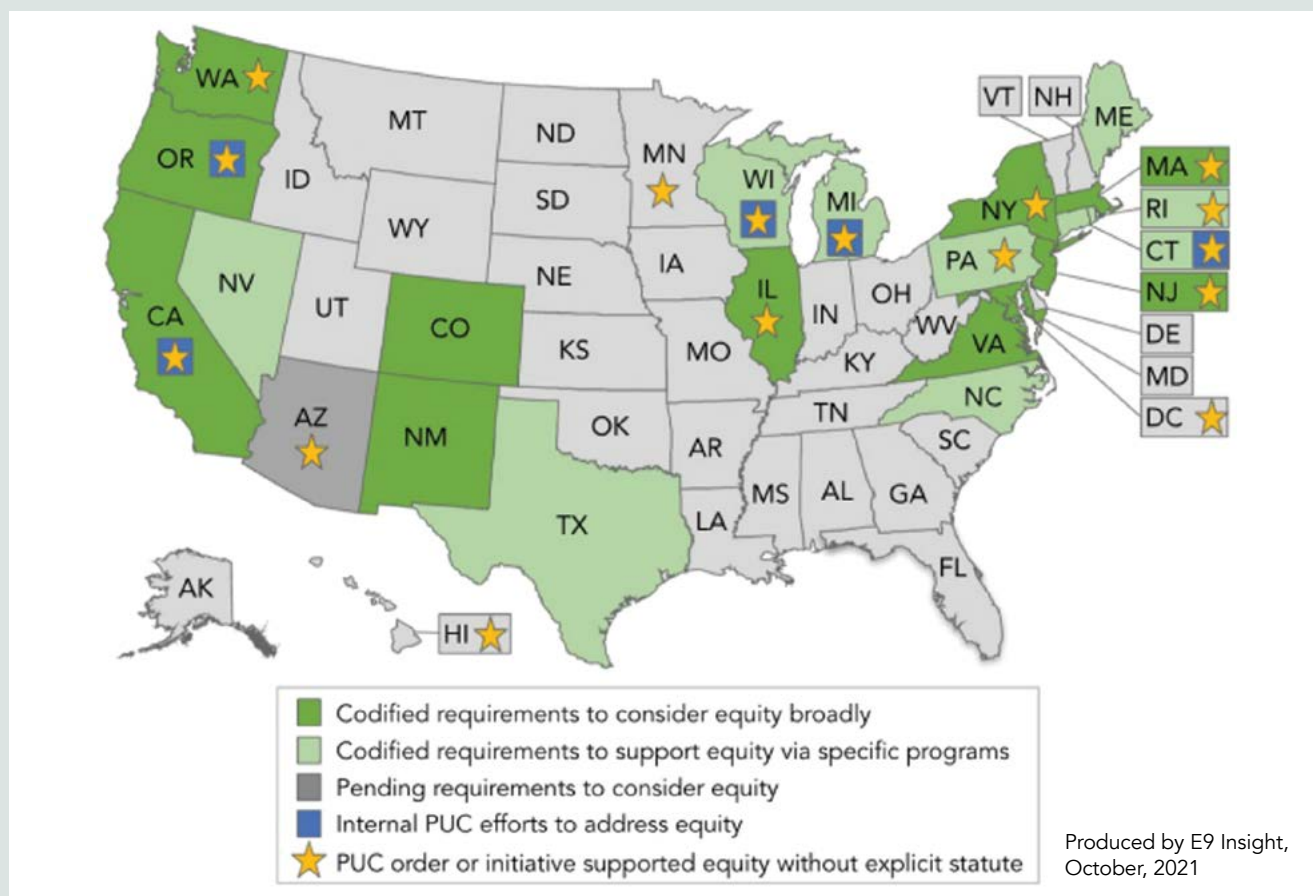 WA
MT
ND
MN
VT
NH
ME
OR
ID
SD
WI
MI
NY
MA
RI
CT
NJ
DE
MD
DC
WY
IA
NE
PA
NV
UT
CO
IL
IN
OH
WV
VA
CA
KS
MO
KY
NC
AZ
NM
OK
TN
AR
SC
MS
AL
GA
TX
LA
FL
AK
HI
Codified requirements to consider equity broadly
Codified requirements to support equity via specific programs
Pending requirements to consider equity
Internal PUC efforts to address equity
PUC order or initiative supported equity without explicit statute
Produced by E9 Insight,
October, 2021